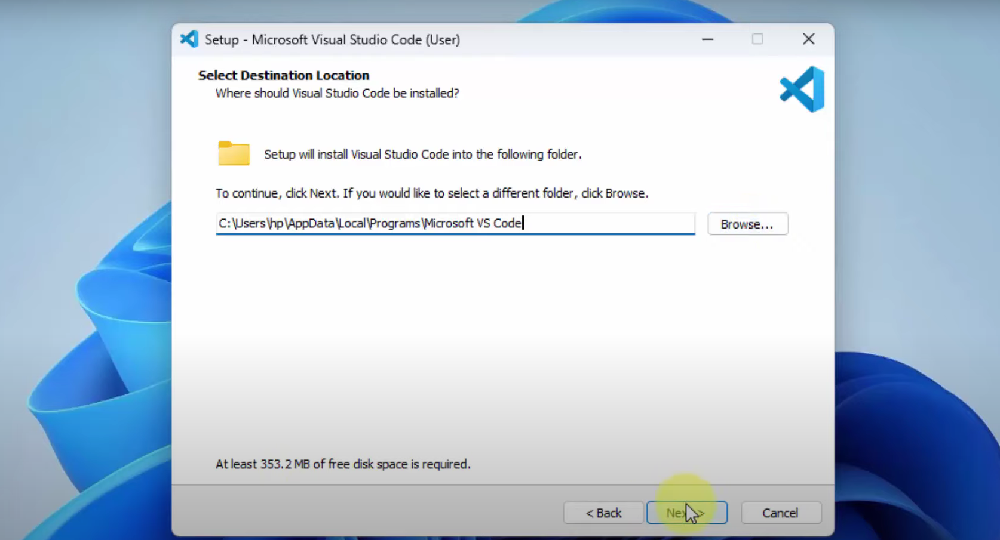 Setup - Microsoft Visual Studio Code (User)
Select Destination Location
Where should Visual Studio Code be installed?
Setup will install Visual Studio Code into the following folder.
To continue, click Next. If you would like to select a different folder, click Browse.
C:\Users\hp\AppData\Local\Programs\Microsoft VS Code
Browse...
At least 353.2 MB of free disk space is required.
< Back
Next >
Cancel